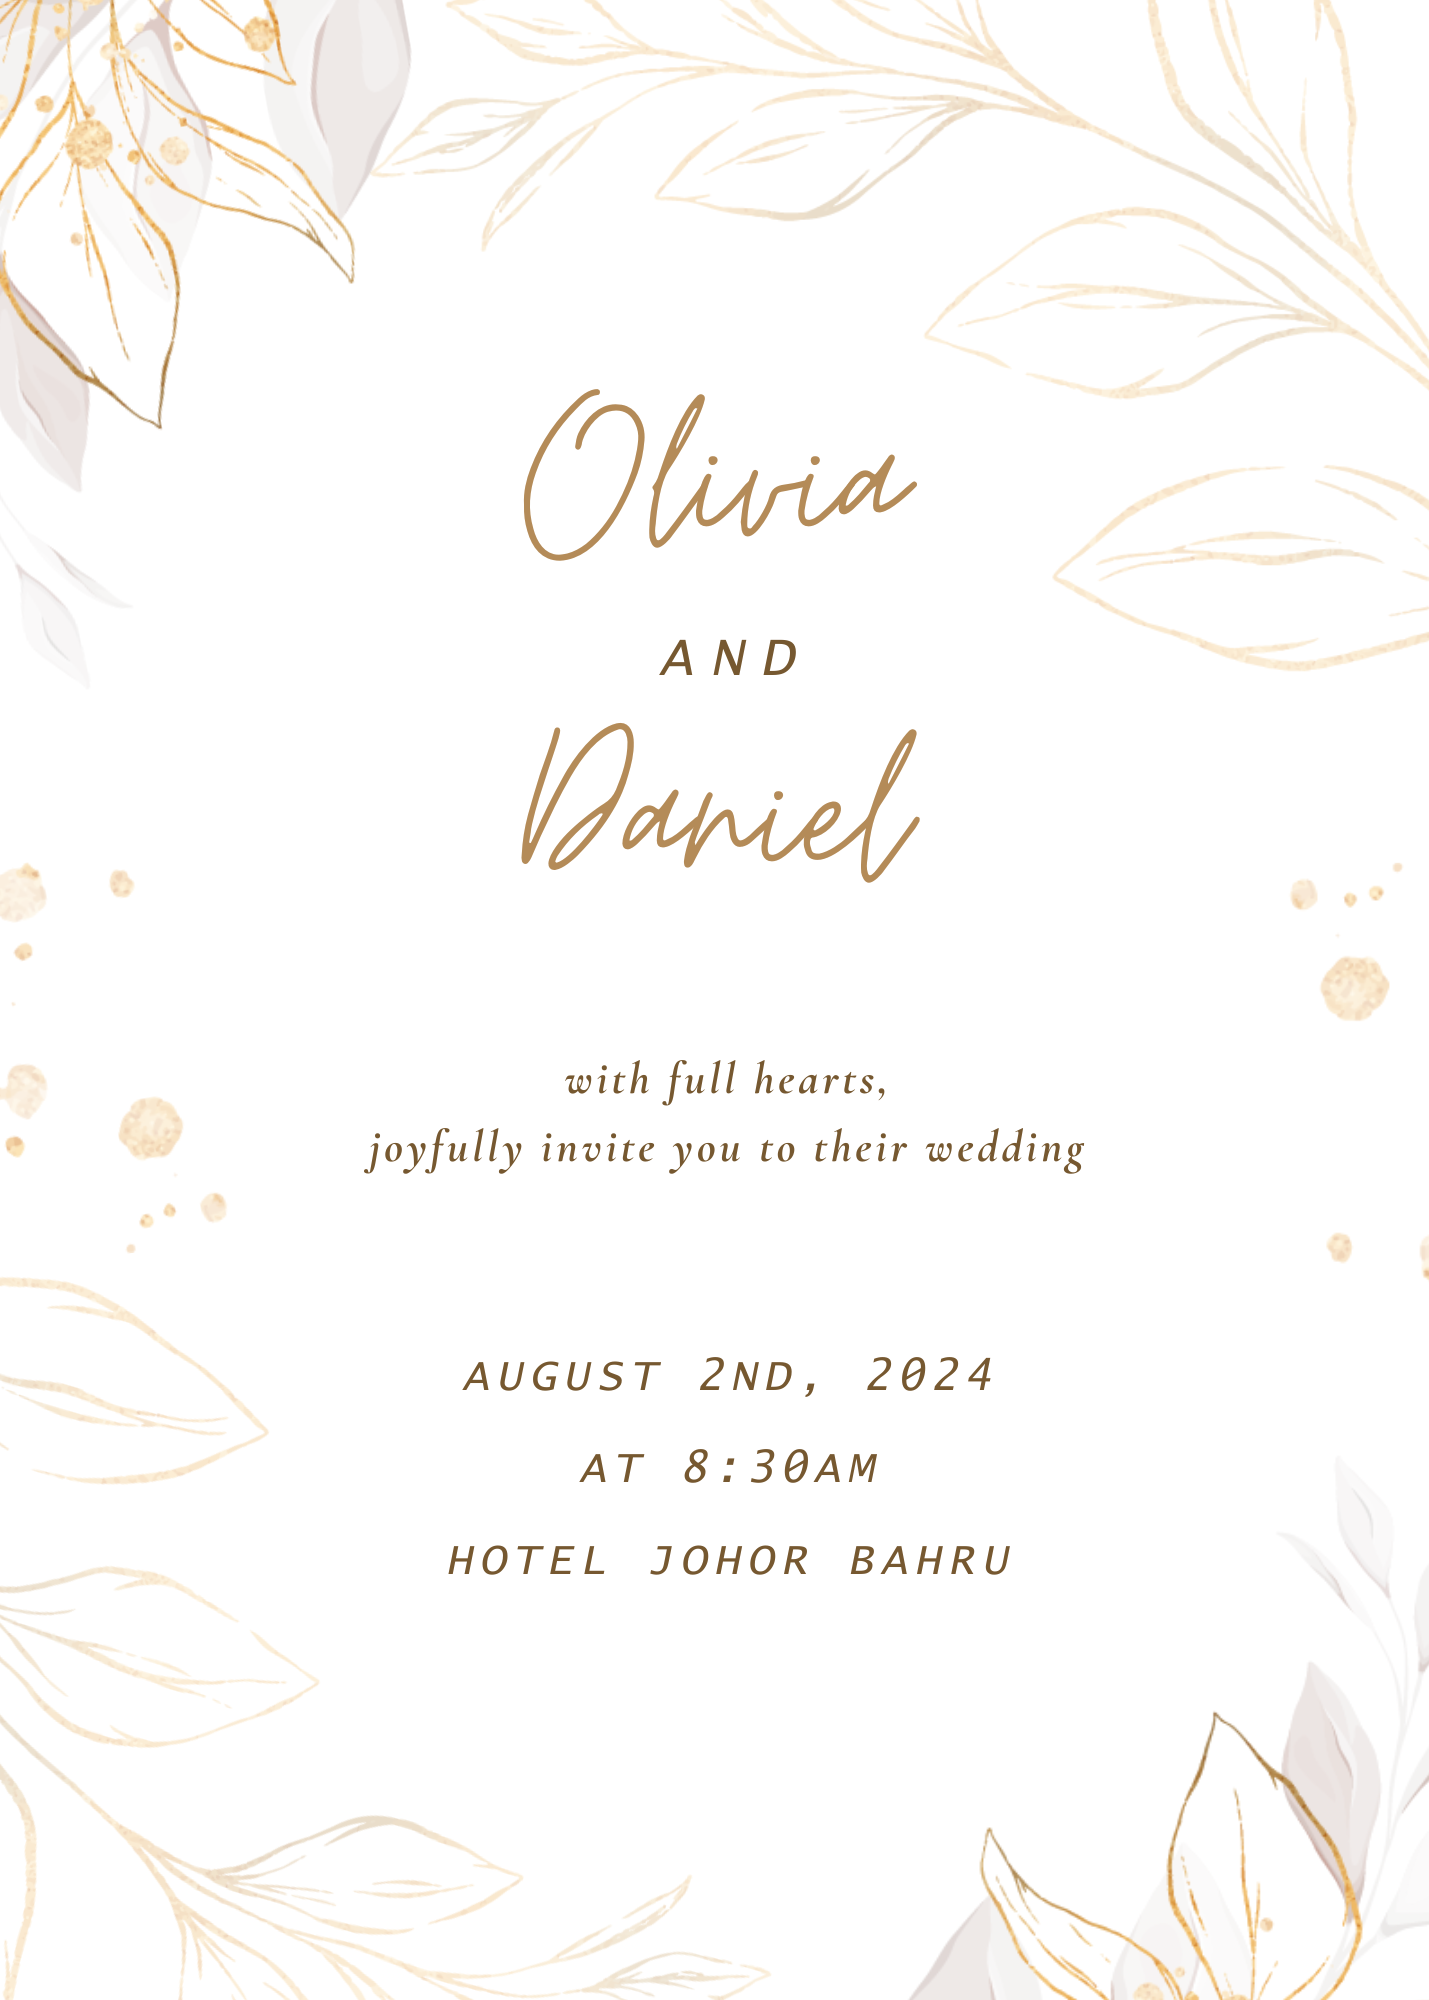 Olivia
AND
Daniel
with full hearts,
joyfully invite you to their wedding
AUGUST 2ND, 2024
AT 8:30AM
HOTEL JOHOR BAHRU